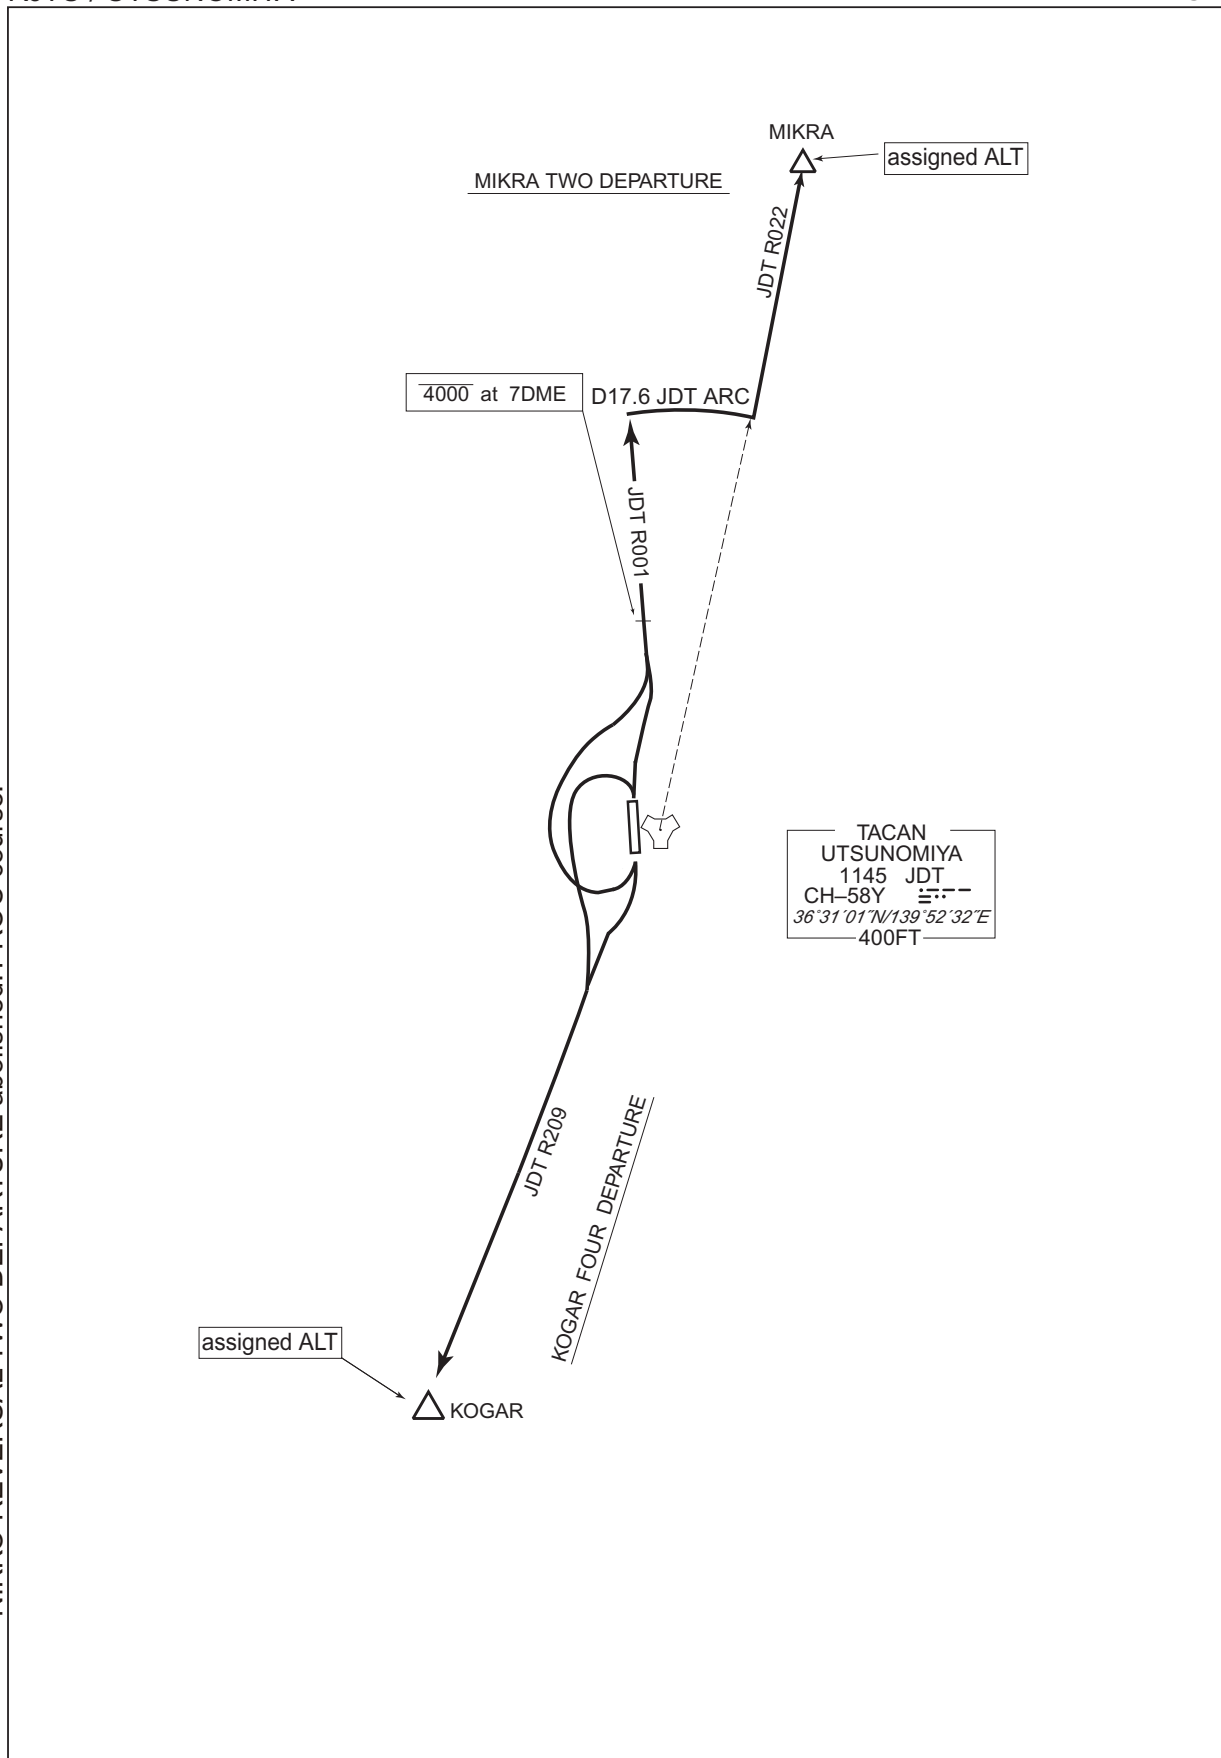 MIKRA
assigned ALT
MIKRA TWO DEPARTURE
JDT R022
4000 at 7DME
D17.6 JDT ARC
JDT R001
TACAN
UTSUNOMIYA
1145 JDT
CH–58Y
36°31´01˝N/139°52´32˝E
400FT
JDT R209
KOGAR FOUR DEPARTURE
assigned ALT
KOGAR